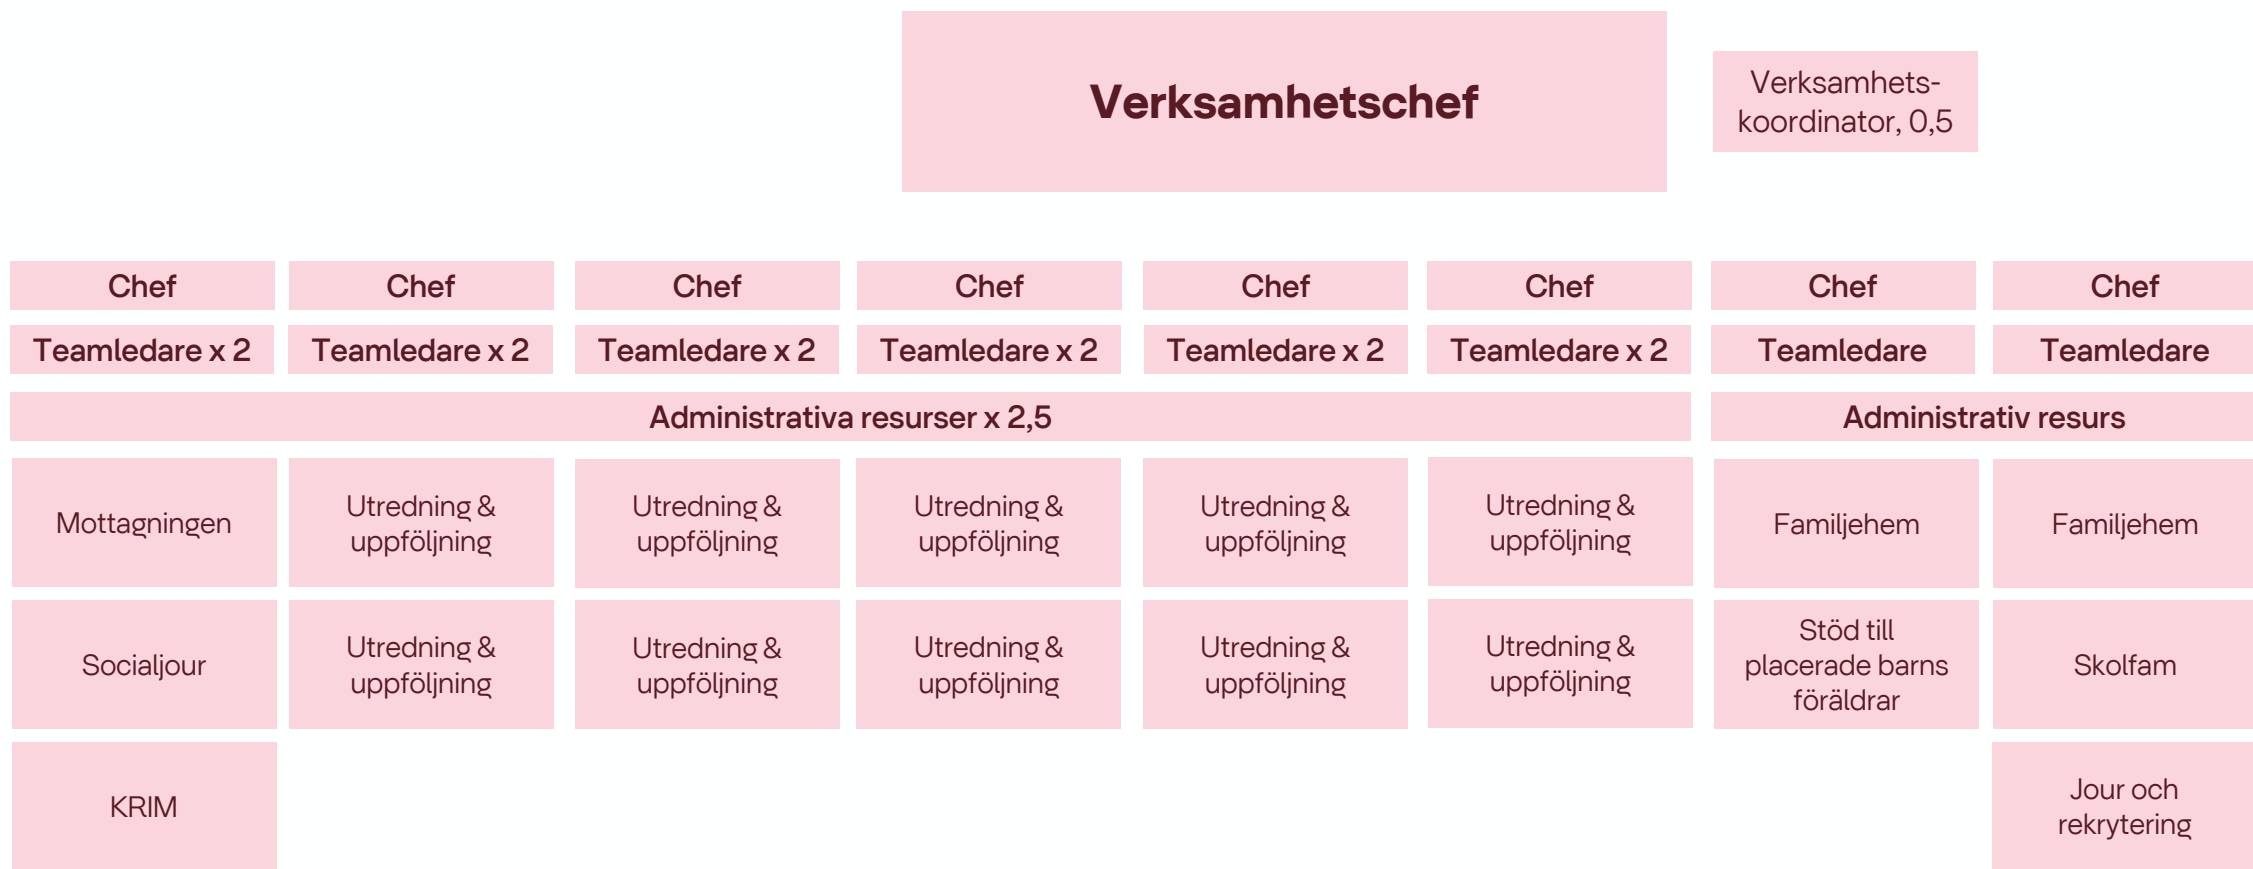 Verksamhetschef
Verksamhets-
koordinator, 0,5
Chef
Chef
Chef
Chef
Chef
Chef
Chef
Chef
Teamledare x 2
Teamledare x 2
Teamledare x 2
Teamledare x 2
Teamledare x 2
Teamledare x 2
Teamledare
Teamledare
Administrativa resurser x 2,5
Administrativ resurs
Mottagningen
Utredning &
uppföljning
Utredning &
uppföljning
Utredning &
uppföljning
Utredning &
uppföljning
Utredning &
uppföljning
Familjehem
Familjehem
Socialjour
Utredning &
uppföljning
Utredning &
uppföljning
Utredning &
uppföljning
Utredning &
uppföljning
Utredning &
uppföljning
Stöd till
placerade barns
föräldrar
Skolfam
KRIM
Jour och
rekrytering